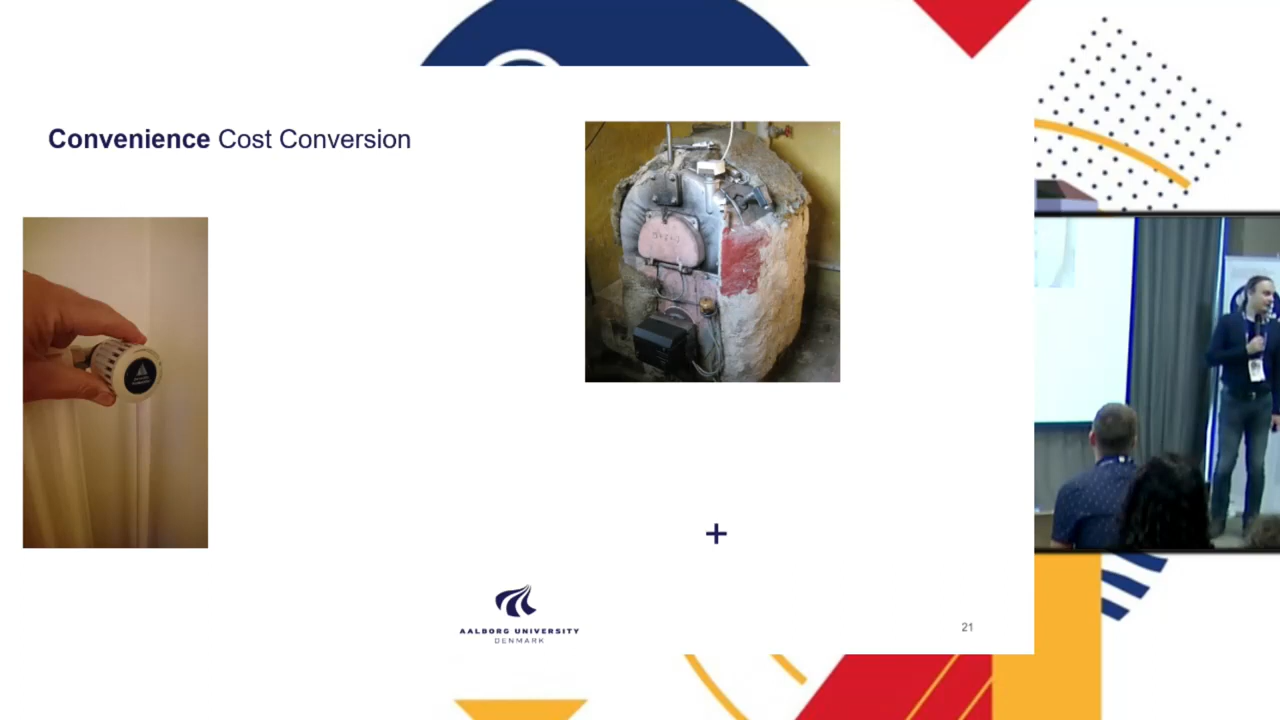 Convenience Cost Conversion
+
AALBORG UNIVERSITY
DENMARK
21